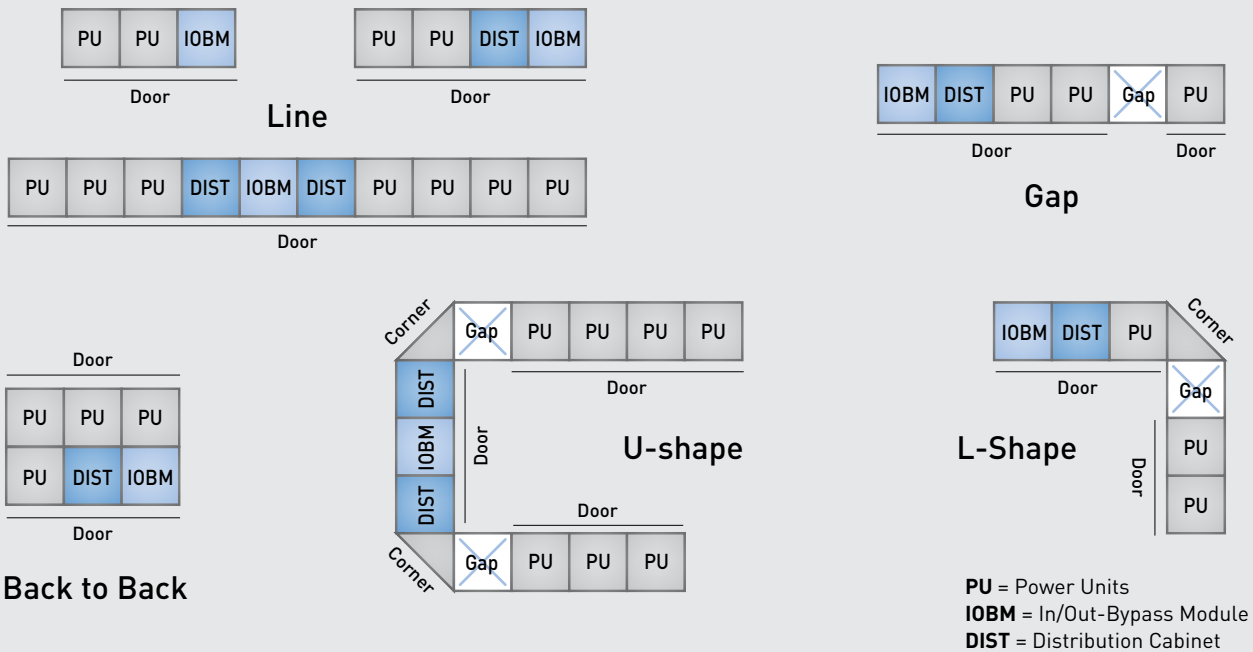 PU PU IOBM
Door
PU PU DIST IOBM
Door
Line
PU PU PU DIST IOBM DIST PU PU PU PU
Door
IOBM DIST PU PU Gap PU
Door Door
Gap
Door
PU PU PU
PU DIST IOBM
Door
Back to Back
Corner
Gap PU PU PU PU
Door
DIST
IOBM
DIST
Door
U-shape
Door
Corner
Gap PU PU PU
IOBM DIST PU
Corner
Door
Gap
L-Shape
PU
Door
PU
PU = Power Units
IOBM = In/Out-Bypass Module
DIST = Distribution Cabinet